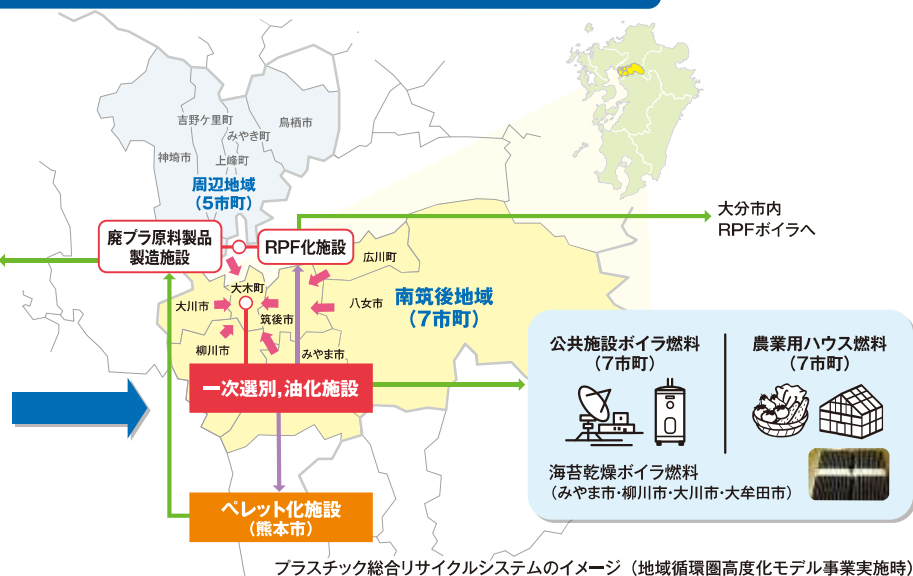 吉野ケ里町
鳥栖市
みやき町
神埼市
上峰町
周辺地域
(5市町)
大分市内
RPFボイラへ
廃プラ原料製品
製造施設
RPF化施設
広川町
大木町
大川市
筑後市
八女市
南筑後地域
(7市町)
柳川市
みやま市
一次選別,油化施設
公共施設ボイラ燃料
(7市町)
農業用ハウス燃料
(7市町)
海苔乾燥ボイラ燃料
(みやま市・柳川市・大川市・大牟田市)
ペレット化施設
(熊本市)
プラスチック総合リサイクルシステムのイメージ(地域循環圏高度化モデル事業実施時)